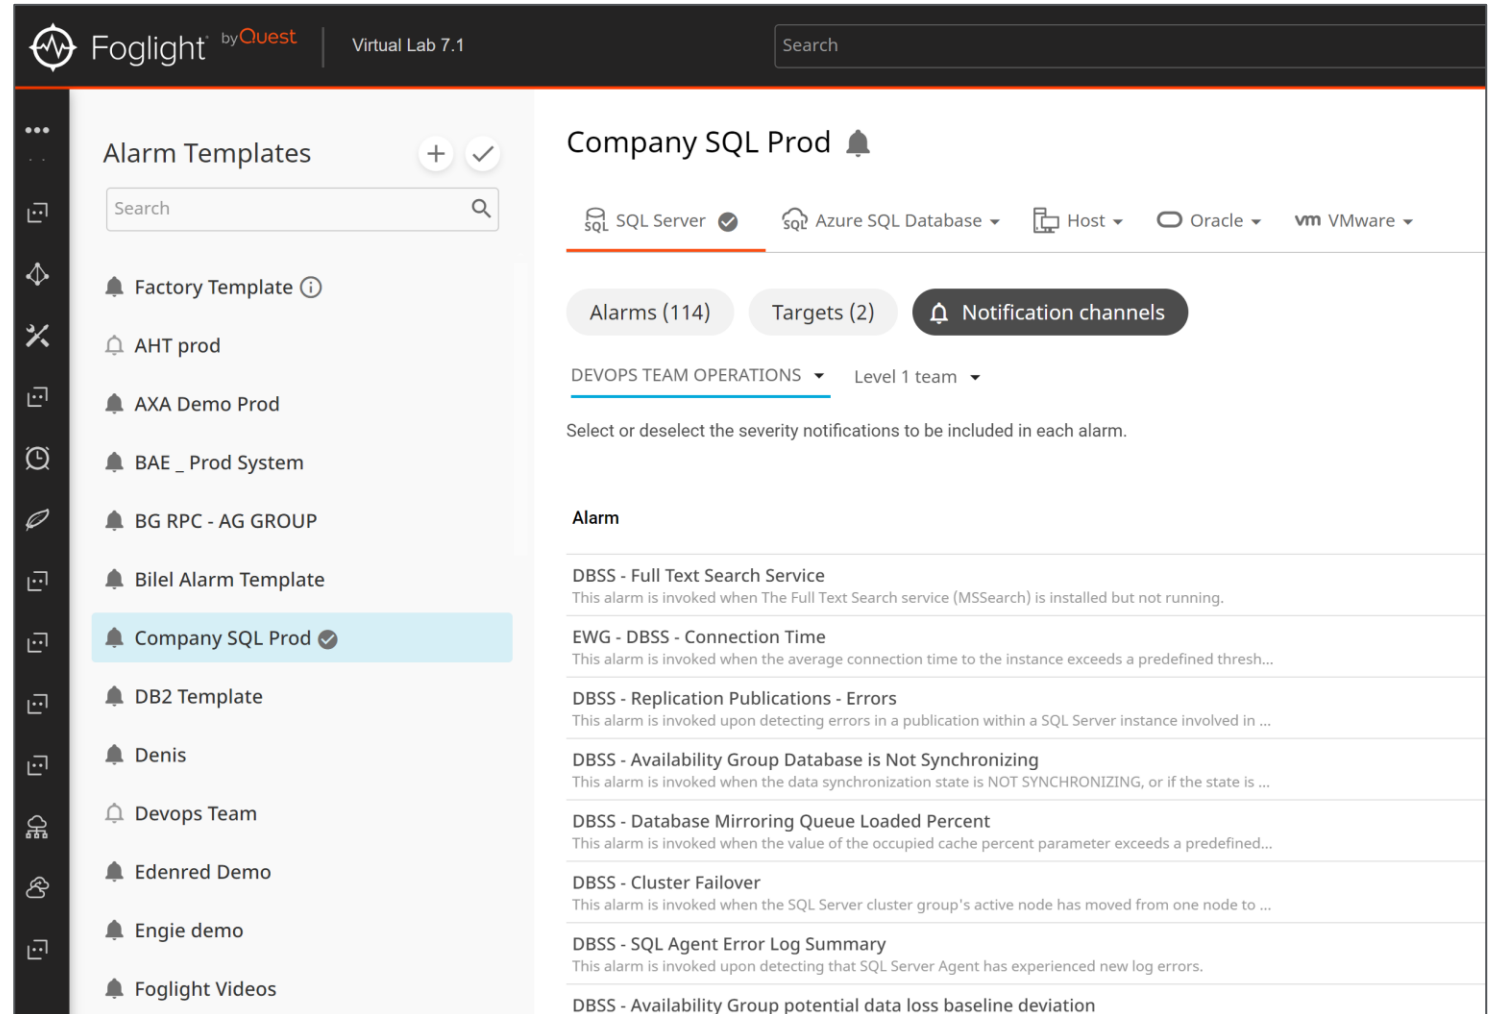 Foglight by Quest
Virtual Lab 7.1
Search
Alarm Templates
Search
Factory Template
AHT prod
AXA Demo Prod
BAE _ Prod System
BG RPC - AG GROUP
Bilel Alarm Template
Company SQL Prod
DB2 Template
Denis
Devops Team
Edenred Demo
Engie demo
Foglight Videos
Company SQL Prod
SQL SQL Server
SQL Azure SQL Database
Host
Oracle
vm VMware
Alarms (114)
Targets (2)
Notification channels
DEVOPS TEAM OPERATIONS
Level 1 team
Select or deselect the severity notifications to be included in each alarm.
Alarm
DBSS - Full Text Search Service
This alarm is invoked when The Full Text Search service (MSSearch) is installed but not running.
EWG - DBSS - Connection Time
This alarm is invoked when the average connection time to the instance exceeds a predefined thresh...
DBSS - Replication Publications - Errors
This alarm is invoked upon detecting errors in a publication within a SQL Server instance involved in ...
DBSS - Availability Group Database is Not Synchronizing
This alarm is invoked when the data synchronization state is NOT SYNCHRONIZING, or if the state is ...
DBSS - Database Mirroring Queue Loaded Percent
This alarm is invoked when the value of the occupied cache percent parameter exceeds a predefined...
DBSS - Cluster Failover
This alarm is invoked when the SQL Server cluster group's active node has moved from one node to ...
DBSS - SQL Agent Error Log Summary
This alarm is invoked upon detecting that SQL Server Agent has experienced new log errors.
DBSS - Availability Group potential data loss baseline deviation